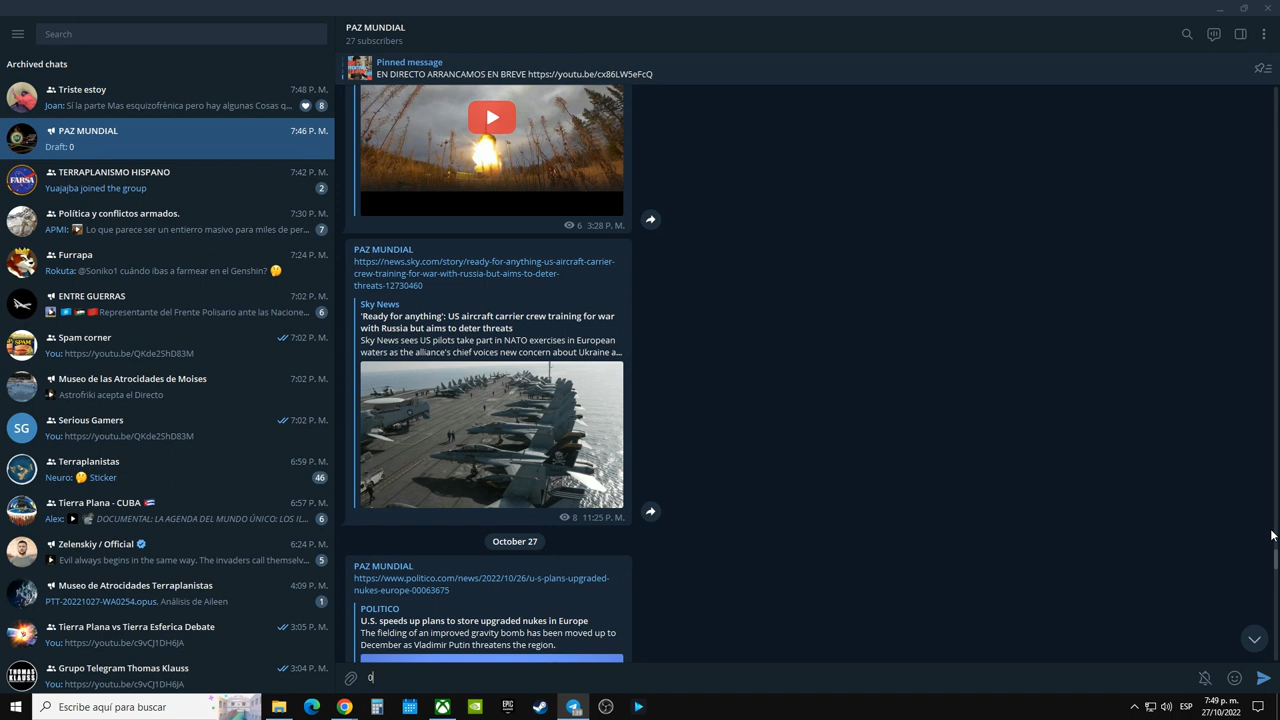 Search
Archived chats
Triste estoy
7:48 P. M.
Joan: Sí la parte Mas esquizofrènica pero hay algunas Cosas q...
8
PAZ MUNDIAL
7:46 P. M.
Draft: 0
TERRAPLANISMO HISPANO
7:42 P. M.
FARSA
Yuajajba joined the group
2
Política y conflictos armados.
7:30 P. M.
APMI: Lo que parece ser un entierro masivo para miles de per...
7
Furrapa
7:24 P. M.
Rokuta: @Soniko1 cuándo ibas a farmear en el Genshin?
ENTRE GUERRAS
7:02 P. M.
Representante del Frente Polisario ante las Nacione...
6
Spam corner
7:02 P. M.
SPAM
You: https://youtu.be/QKde2ShD83M
Museo de las Atrocidades de Moises
7:02 P. M.
Astrofriki acepta el Directo
Serious Gamers
7:02 P. M.
SG
You: https://youtu.be/QKde2ShD83M
Terraplanistas
6:59 P. M.
Neuro: Sticker
46
Tierra Plana - CUBA
6:57 P. M.
Alex: DOCUMENTAL: LA AGENDA DEL MUNDO ÚNICO: LOS IL...
6
Zelenskiy / Official
6:24 P. M.
Evil always begins in the same way. The invaders call themselv...
5
Museo de Atrocidades Terraplanistas
4:09 P. M.
PTT-20221027-WA0254.opus. Análisis de Aileen
1
Tierra Plana vs Tierra Esferica Debate
3:05 P. M.
You: https://youtu.be/c9vCJ1DH6JA
Grupo Telegram Thomas Klauss
3:04 P. M.
THOMAS
KLAUSS
You: https://youtu.be/c9vCJ1DH6JA
PAZ MUNDIAL
27 subscribers
Pinned message
EN DIRECTO ARRANCAMOS EN BREVE https://youtu.be/cx86LW5eFcQ
6 3:28 P. M.
PAZ MUNDIAL
https://news.sky.com/story/ready-for-anything-us-aircraft-carrier-
crew-training-for-war-with-russia-but-aims-to-deter-
threats-12730460
Sky News
'Ready for anything': US aircraft carrier crew training for war
with Russia but aims to deter threats
Sky News sees US pilots take part in NATO exercises in European
waters as the alliance's chief voices new concern about Ukraine a...
8 11:25 P. M.
October 27
PAZ MUNDIAL
https://www.politico.com/news/2022/10/26/u-s-plans-upgraded-
nukes-europe-00063675
POLITICO
U.S. speeds up plans to store upgraded nukes in Europe
The fielding of an improved gravity bomb has been moved up to
December as Vladimir Putin threatens the region.
0
Escribe aquí para buscar
EPIC
ESP
7:49 p. m.
27/10/2022